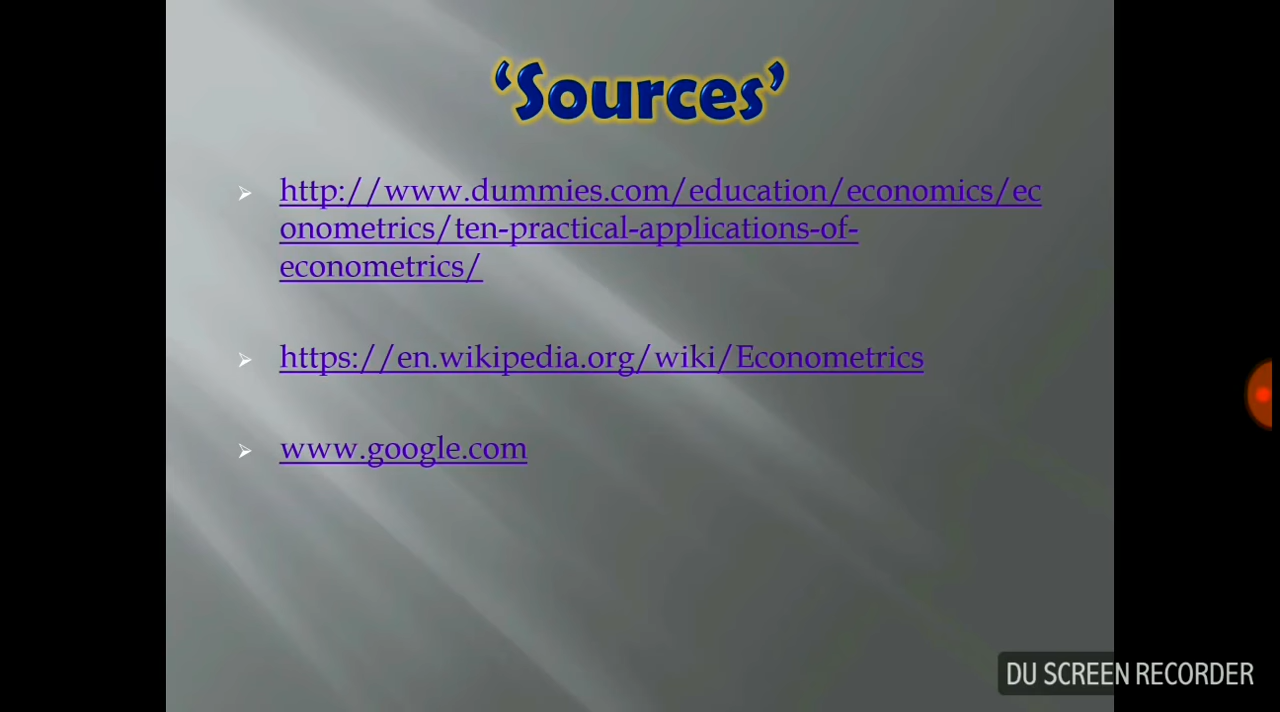 ‘Sources’
http://www.dummies.com/education/economics/ec
onometrics/ten-practical-applications-of-
econometrics/
https://en.wikipedia.org/wiki/Econometrics
www.google.com
DU SCREEN RECORDER